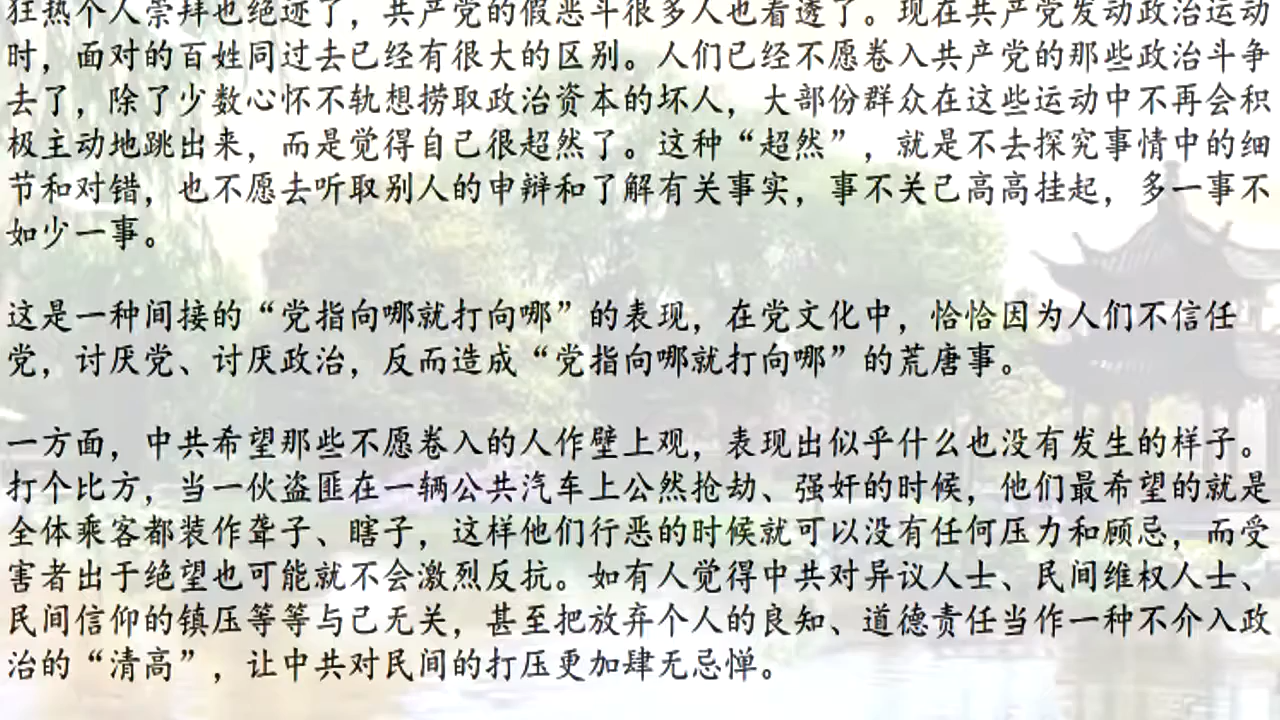 狂热个人崇拜也绝迹了，共产党的假恶斗很多人也看透了。现在共产党发动政治运动
时，面对的百姓同过去已经有很大的区别。人们已经不愿卷入共产党的那些政治斗争
去了，除了少数心怀不轨想捞取政治资本的坏人，大部份群众在这些运动中不再会积
极主动地跳出来，而是觉得自己很超然了。这种“超然”，就是不去探究事情中的细
节和对错，也不愿去听取别人的申辩和了解有关事实，事不关己高高挂起，多一事不
如少一事。
这是一种间接的“党指向哪就打向哪”的表现，在党文化中，恰恰因为人们不信任
党，讨厌党、讨厌政治，反而造成“党指向哪就打向哪”的荒唐事。
一方面，中共希望那些不愿卷入的人作壁上观，表现出似乎什么也没有发生的样子。
打个比方，当一伙盗匪在一辆公共汽车上公然抢劫、强奸的时候，他们最希望的就是
全体乘客都装作聋子、瞎子，这样他们行恶的时候就可以没有任何压力和顾忌，而受
害者出于绝望也可能就不会激烈反抗。如有人觉得中共对异议人士、民间维权人士、
民间信仰的镇压等等与己无关，甚至把放弃个人的良知、道德责任当作一种不介入政
治的“清高”，让中共对民间的打压更加肆无忌惮。